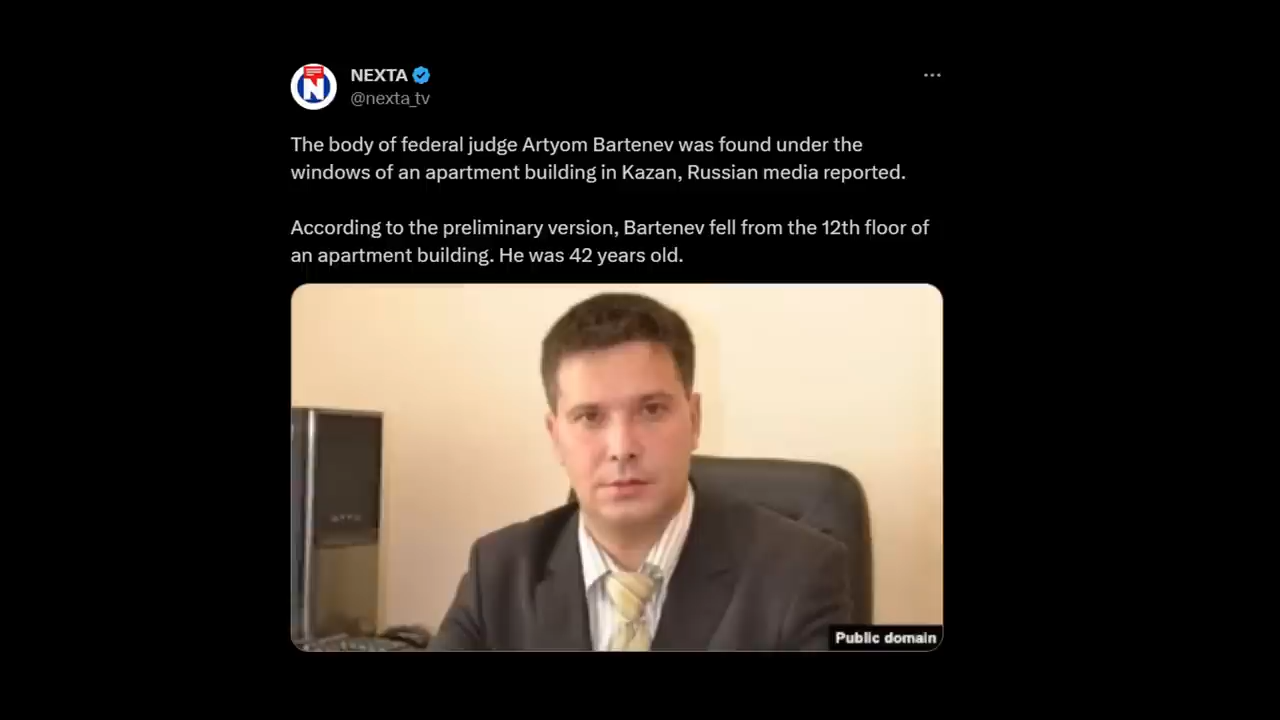 NEXTA
@nexta_tv
The body of federal judge Artyom Bartenev was found under the
windows of an apartment building in Kazan, Russian media reported.
According to the preliminary version, Bartenev fell from the 12th floor of
an apartment building. He was 42 years old.
Public domain